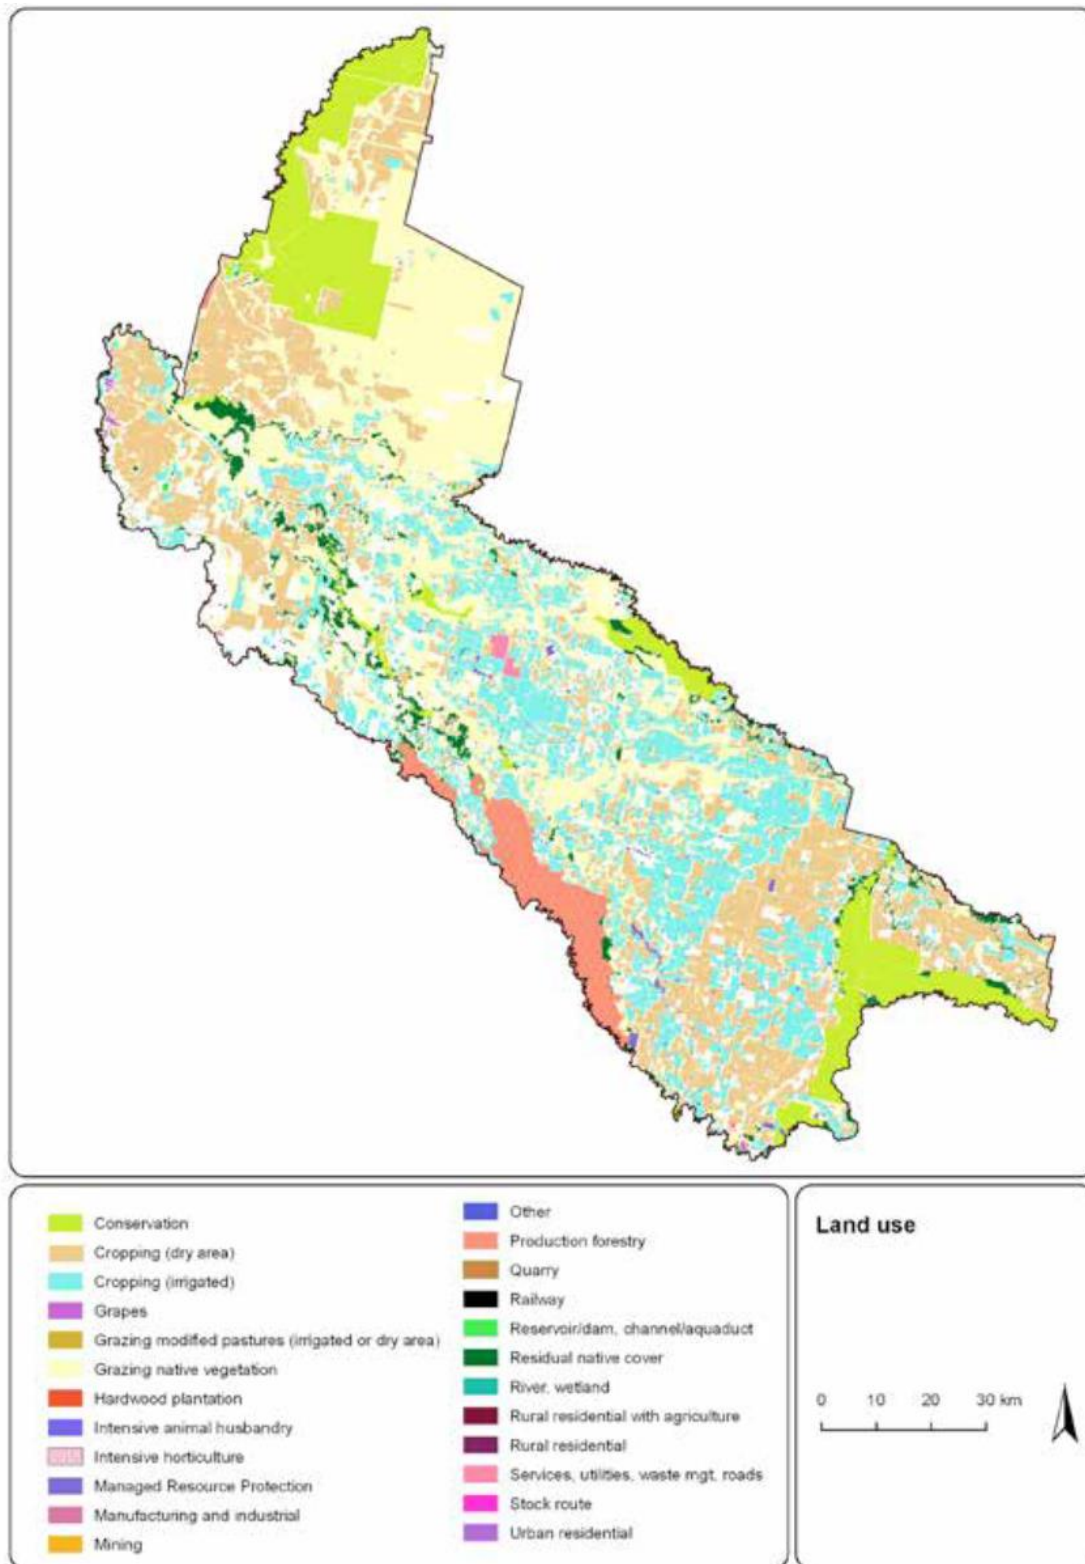 Conservation
Cropping (dry area)
Cropping (irrigated)
Grapes
Grazing modified pastures (irrigated or dry area)
Grazing native vegetation
Hardwood plantation
Intensive animal husbandry
Intensive horticulture
Managed Resource Protection
Manufacturing and industrial
Mining
Other
Production forestry
Quarry
Railway
Reservoir/dam, channel/aquaduct
Residual native cover
River, wetland
Rural residential with agriculture
Rural residential
Services, utilities, waste mgt, roads
Stock route
Urban residential
Land use
0 10 20 30 km